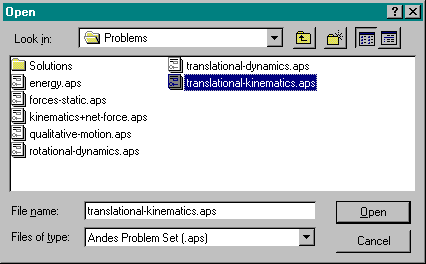 Open
Look in: Problems
Solutions
energy.aps
forces-static.aps
kinematics+net-force.aps
qualitative-motion.aps
rotational-dynamics.aps
translational-dynamics.aps
translational-kinematics.aps
File name: translational-kinematics.aps Open
Files of type: Andes Problem Set (.aps) Cancel